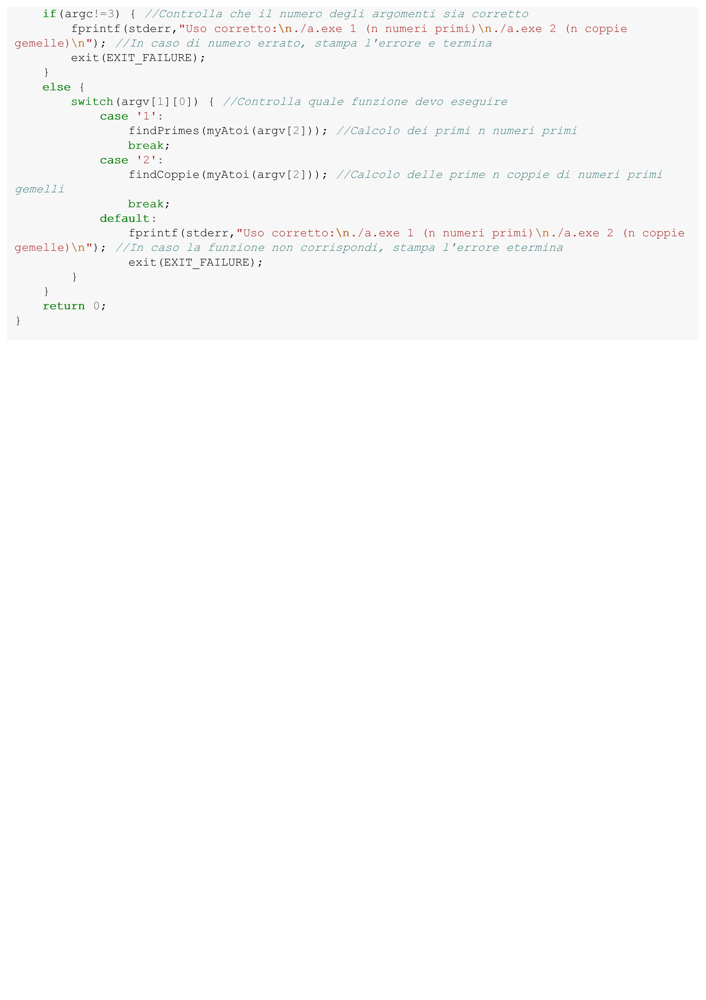 if(argc!=3) { //Controlla che il numero degli argomenti sia corretto
        fprintf(stderr,"Uso corretto:\n./a.exe 1 (n numeri primi)\n./a.exe 2 (n coppie
gemelle)\n"); //In caso di numero errato, stampa l'errore e termina
        exit(EXIT_FAILURE);
    }
    else {
        switch(argv[1][0]) { //Controlla quale funzione devo eseguire
            case '1':
                findPrimes(myAtoi(argv[2])); //Calcolo dei primi n numeri primi
                break;
            case '2':
                findCoppie(myAtoi(argv[2])); //Calcolo delle prime n coppie di numeri primi
gemelli
                break;
            default:
                fprintf(stderr,"Uso corretto:\n./a.exe 1 (n numeri primi)\n./a.exe 2 (n coppie
gemelle)\n"); //In caso la funzione non corrispondi, stampa l'errore etermina
                exit(EXIT_FAILURE);
        }
    }
    return 0;
}